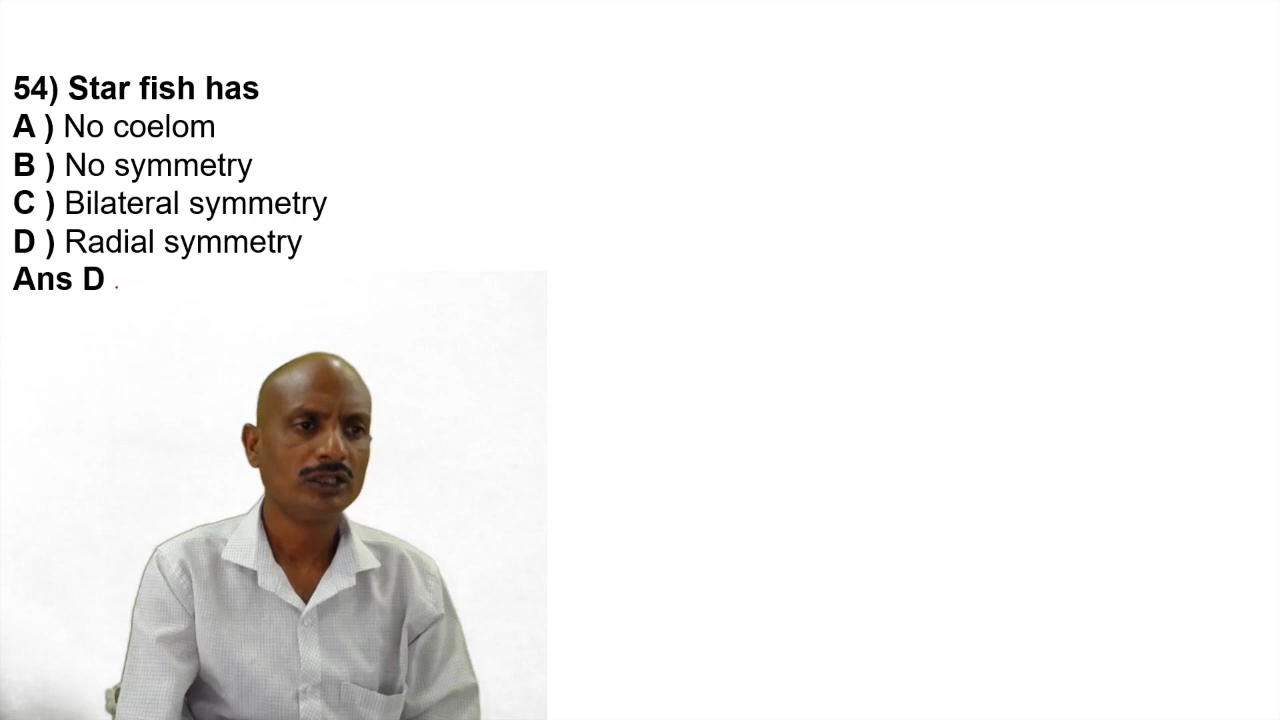 54) Star fish has
A ) No coelom
B ) No symmetry
C ) Bilateral symmetry
D ) Radial symmetry
Ans D .